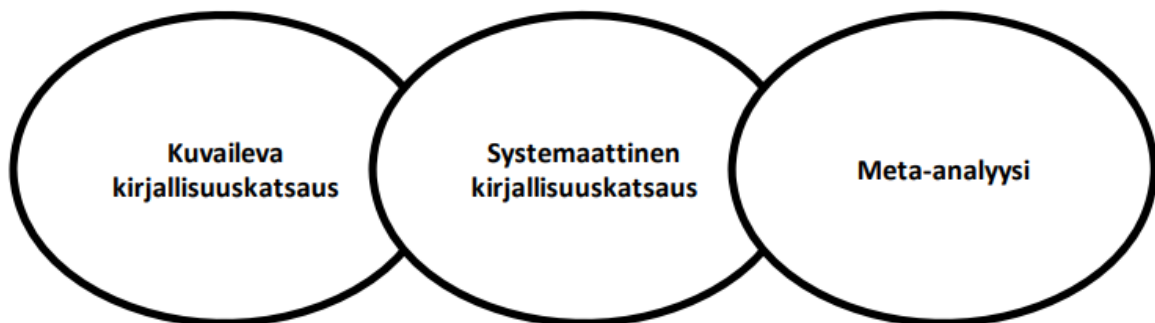 Kuvaileva
kirjallisuuskatsaus
Systemaattinen
kirjallisuuskatsaus
Meta-analyysi